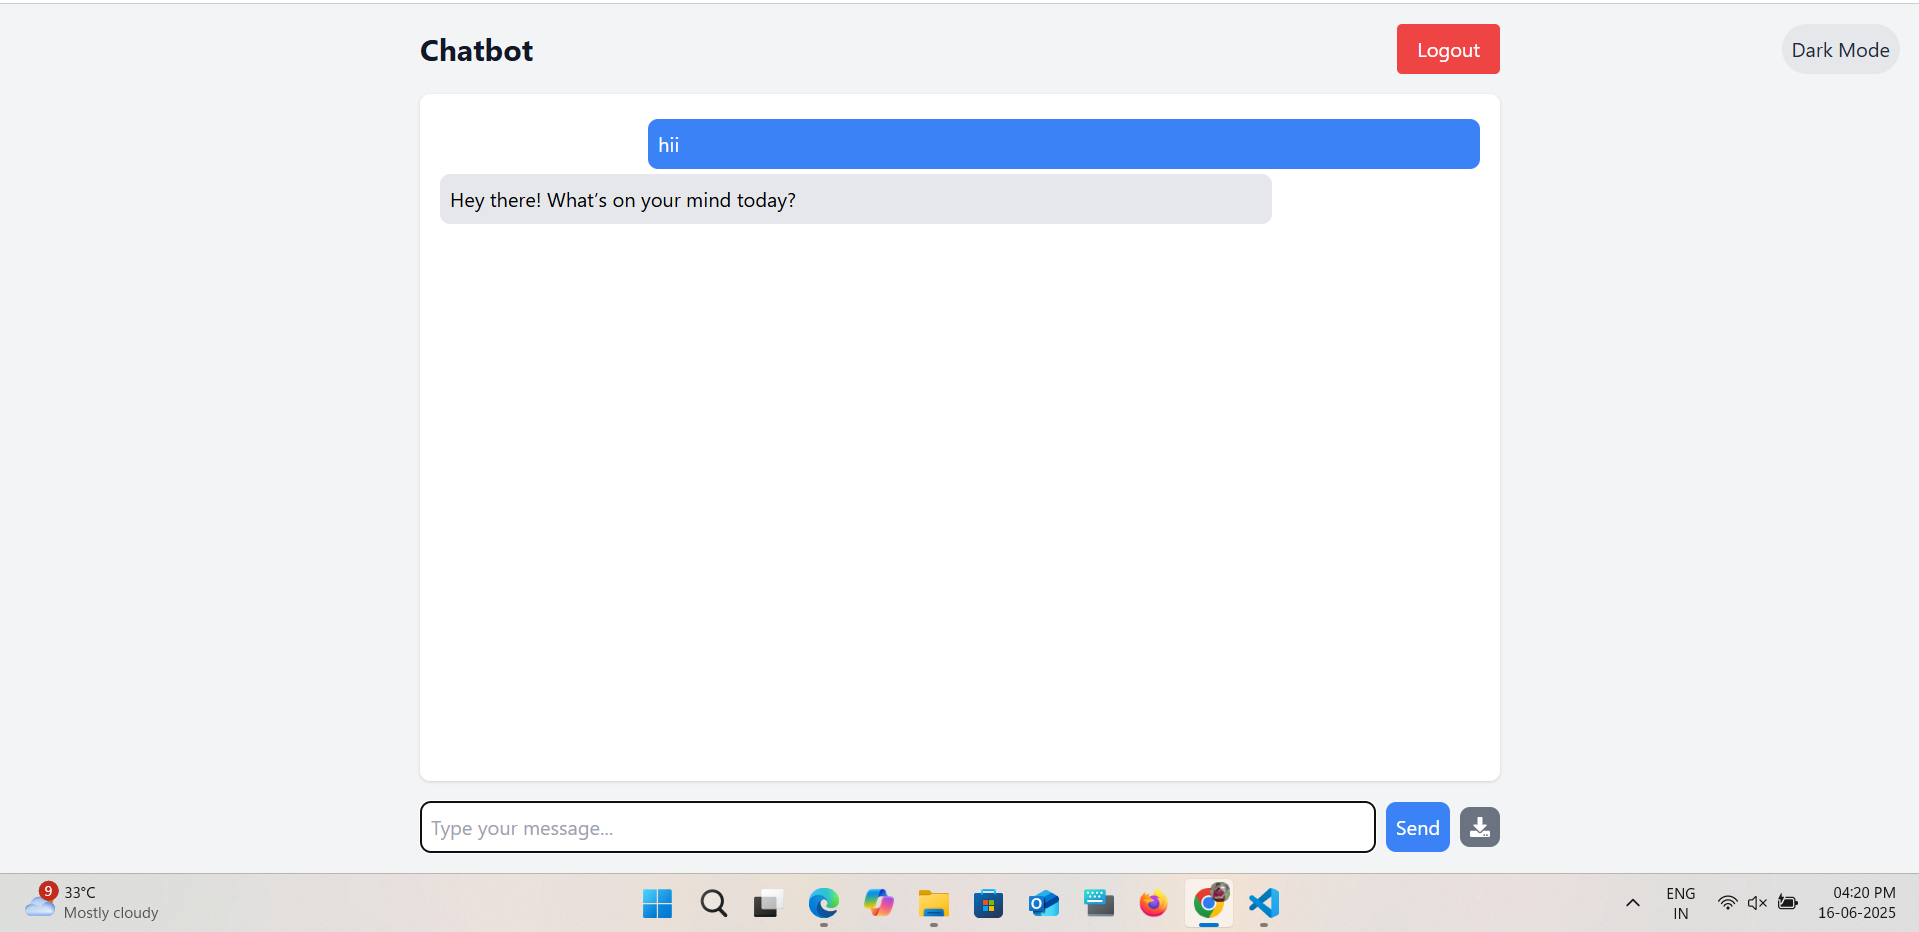 Chatbot
Logout
Dark Mode
hii
Hey there! What’s on your mind today?
Type your message...
Send
9
33°C
Mostly cloudy
ENG
IN
04:20 PM
16-06-2025